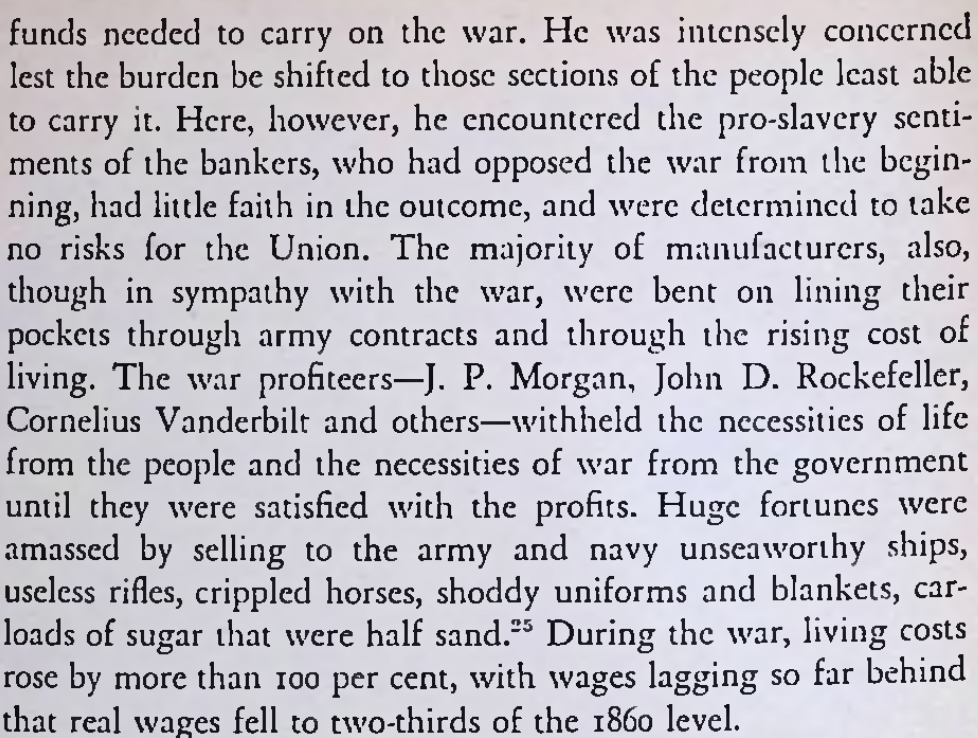 funds needed to carry on the war. He was intensely concerned
lest the burden be shifted to those sections of the people least able
to carry it. Here, however, he encountered the pro-slavery senti-
ments of the bankers, who had opposed the war from the begin-
ning, had little faith in the outcome, and were determined to take
no risks for the Union. The majority of manufacturers, also,
though in sympathy with the war, were bent on lining their
pockets through army contracts and through the rising cost of
living. The war profiteers—J. P. Morgan, John D. Rockefeller,
Cornelius Vanderbilt and others—withheld the necessities of life
from the people and the necessities of war from the government
until they were satisfied with the profits. Huge fortunes were
amassed by selling to the army and navy unseaworthy ships,
useless rifles, crippled horses, shoddy uniforms and blankets, car-
loads of sugar that were half sand.²⁵ During the war, living costs
rose by more than 100 per cent, with wages lagging so far behind
that real wages fell to two-thirds of the 1860 level.